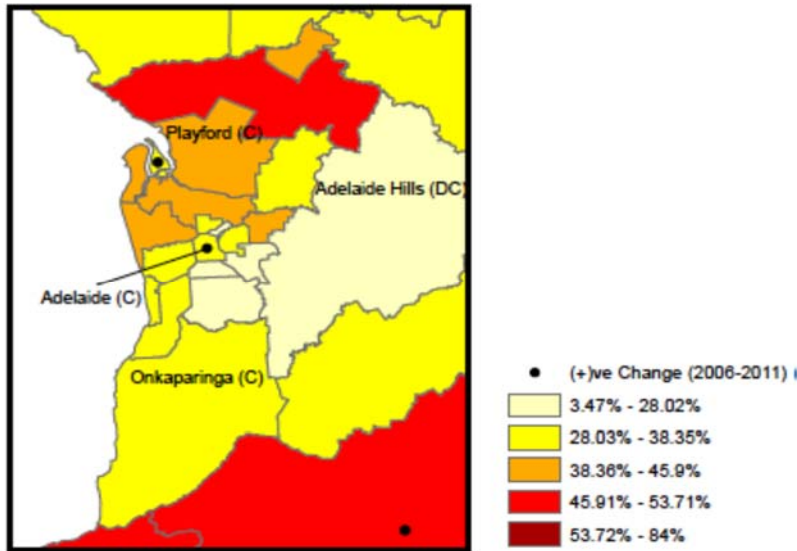 Playford (C)
Adelaide Hills (DC)
Adelaide (C)
Onkaparinga (C)
(+)ve Change (2006-2011)
3.47% - 28.02%
28.03% - 38.35%
38.36% - 45.9%
45.91% - 53.71%
53.72% - 84%